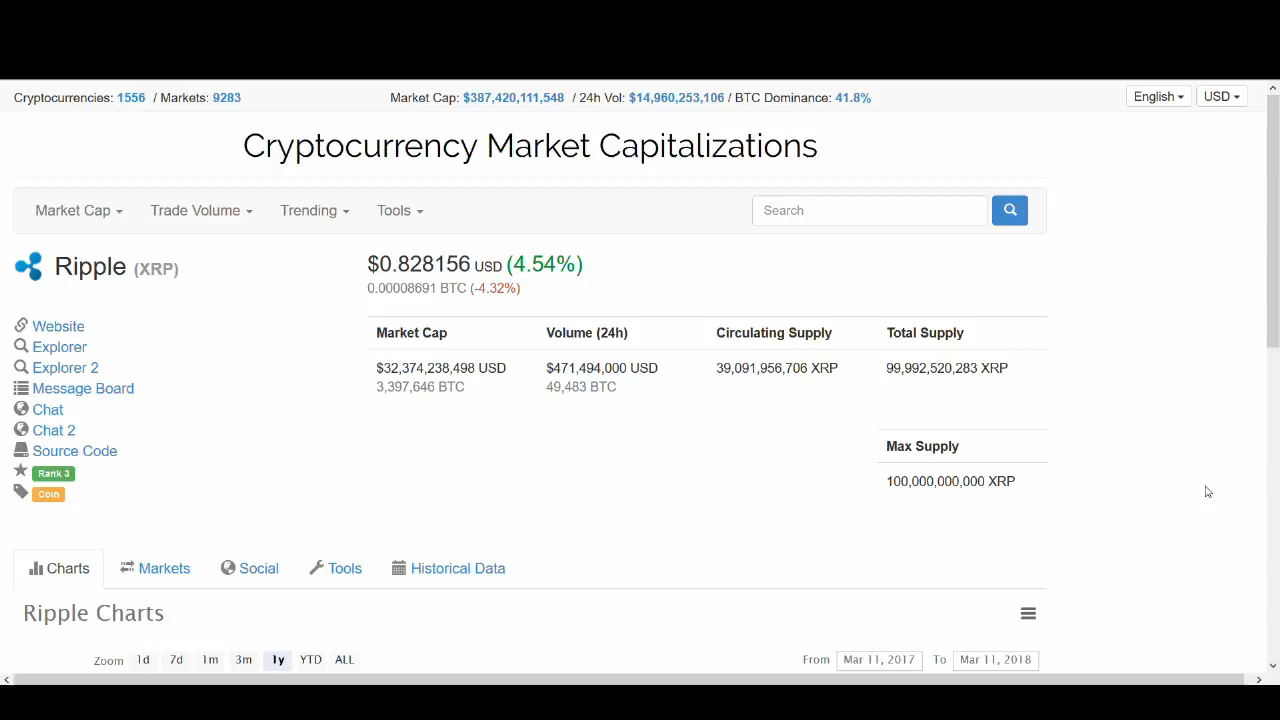 Cryptocurrencies: 1556 / Markets: 9283 Market Cap: $387,420,111,548 / 24h Vol: $14,960,253,106 / BTC Dominance: 41.8% English USD
Cryptocurrency Market Capitalizations
Market Cap Trade Volume Trending Tools Search
Ripple (XRP)
$0.828156 USD (4.54%)
0.00008691 BTC (-4.32%)
Website
Explorer
Explorer 2
Message Board
Chat
Chat 2
Source Code
Rank 3
Coin
Market Cap Volume (24h) Circulating Supply Total Supply
$32,374,238,498 USD $471,494,000 USD 39,091,956,706 XRP 99,992,520,283 XRP
3,397,646 BTC 49,483 BTC
Max Supply
100,000,000,000 XRP
Charts Markets Social Tools Historical Data
Ripple Charts
Zoom 1d 7d 1m 3m 1y YTD ALL From Mar 11, 2017 To Mar 11, 2018